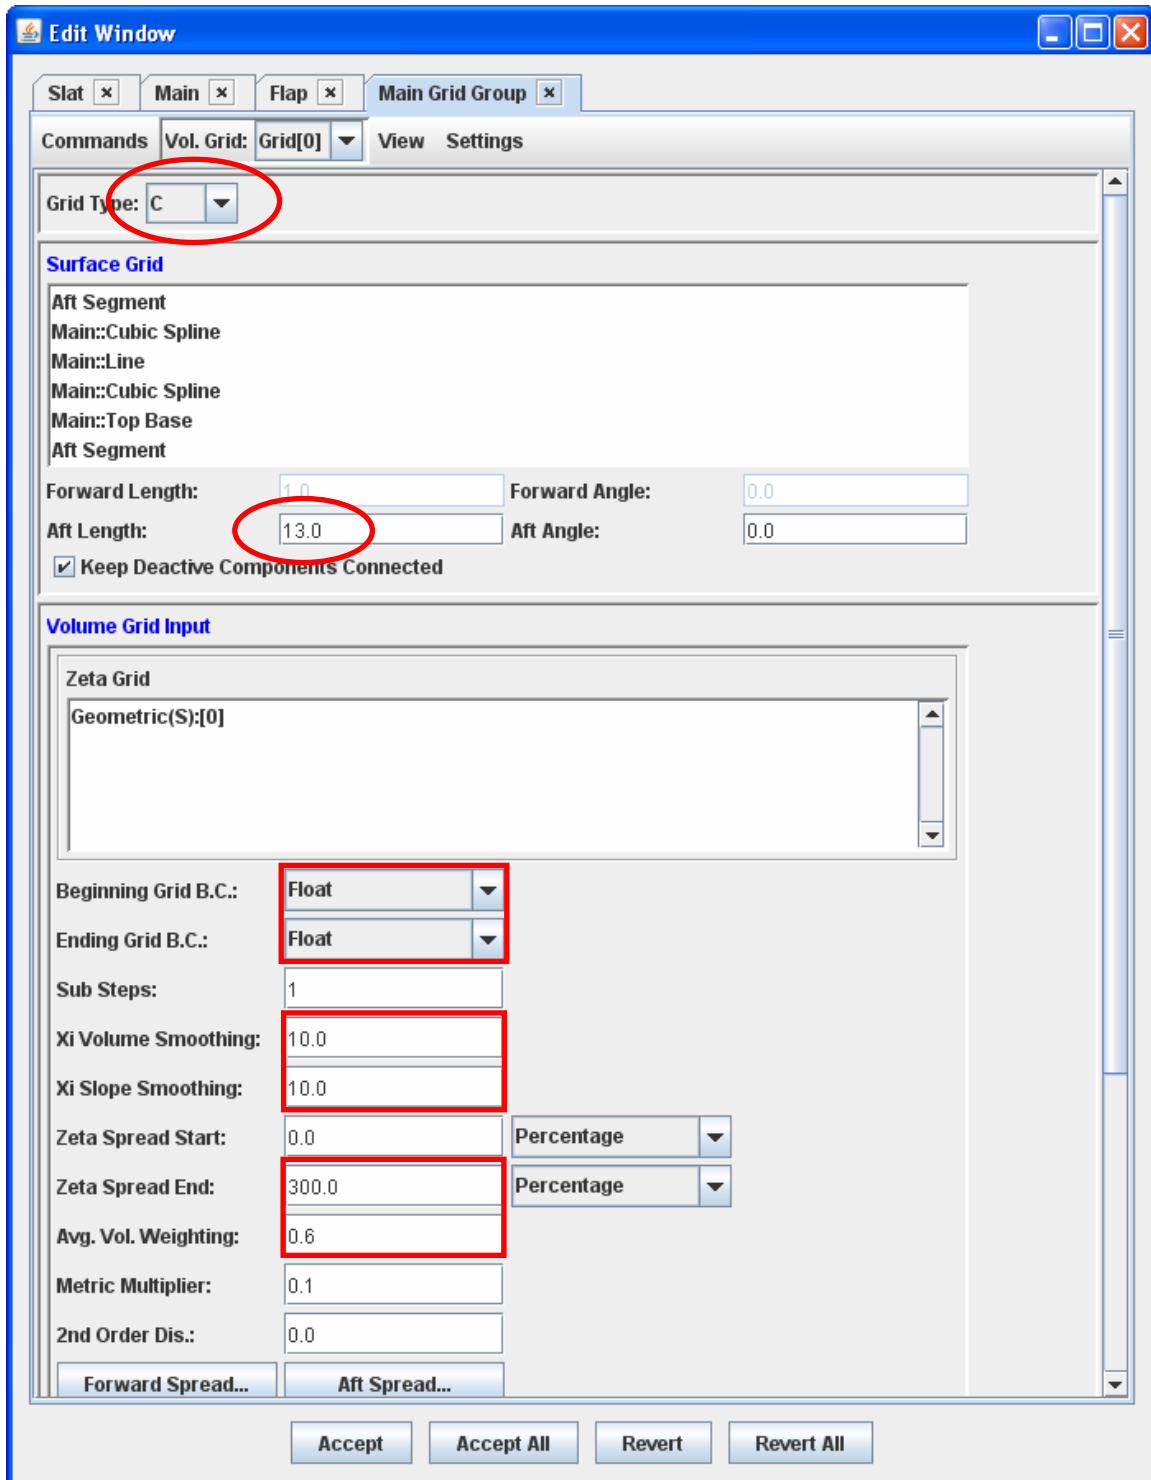 Edit Window
Slat Main Flap Main Grid Group
Commands Vol. Grid: Grid[0] View Settings
Grid Type: C
Surface Grid
Aft Segment
Main::Cubic Spline
Main::Line
Main::Cubic Spline
Main::Top Base
Aft Segment
Forward Length: 1.0 Forward Angle: 0.0
Aft Length: 13.0 Aft Angle: 0.0
Keep Deactive Components Connected
Volume Grid Input
Zeta Grid
Geometric(S):[0]
Beginning Grid B.C.: Float
Ending Grid B.C.: Float
Sub Steps: 1
Xi Volume Smoothing: 10.0
Xi Slope Smoothing: 10.0
Zeta Spread Start: 0.0 Percentage
Zeta Spread End: 300.0 Percentage
Avg. Vol. Weighting: 0.6
Metric Multiplier: 0.1
2nd Order Dis.: 0.0
Forward Spread... Aft Spread...
Accept Accept All Revert Revert All